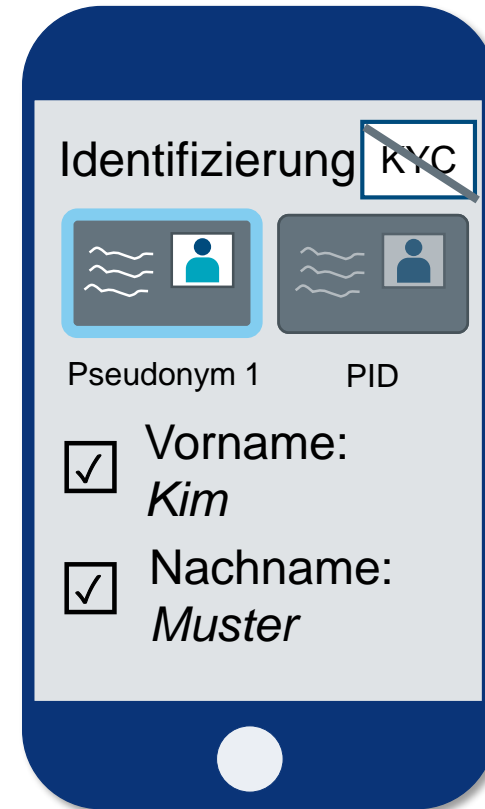 Identifizierung KYC
Pseudonym 1 PID
✓ Vorname:
Kim
✓ Nachname:
Muster